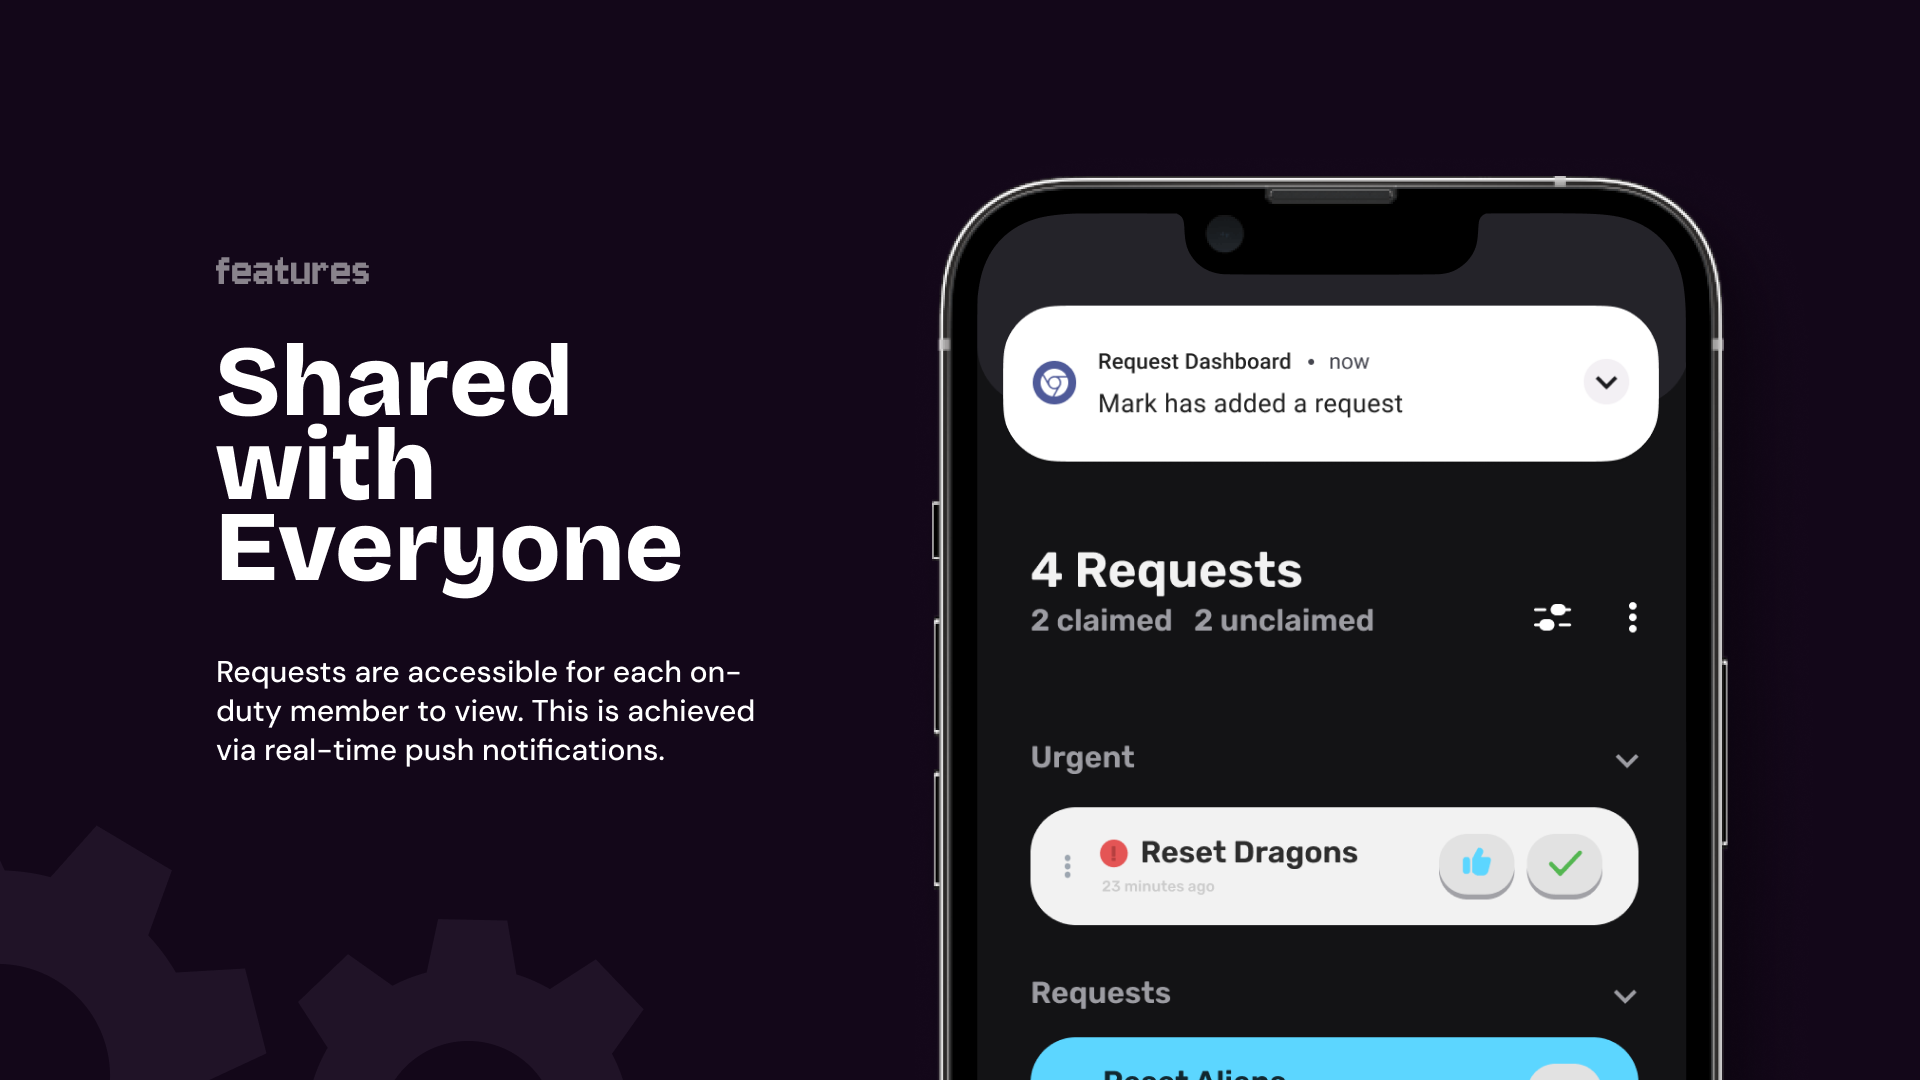 features
Shared
with
Everyone
Requests are accessible for each on-
duty member to view. This is achieved
via real-time push notifications.
Request Dashboard • now
Mark has added a request
4 Requests
2 claimed 2 unclaimed
Urgent
Reset Dragons
23 minutes ago
Requests
Reset Aliens